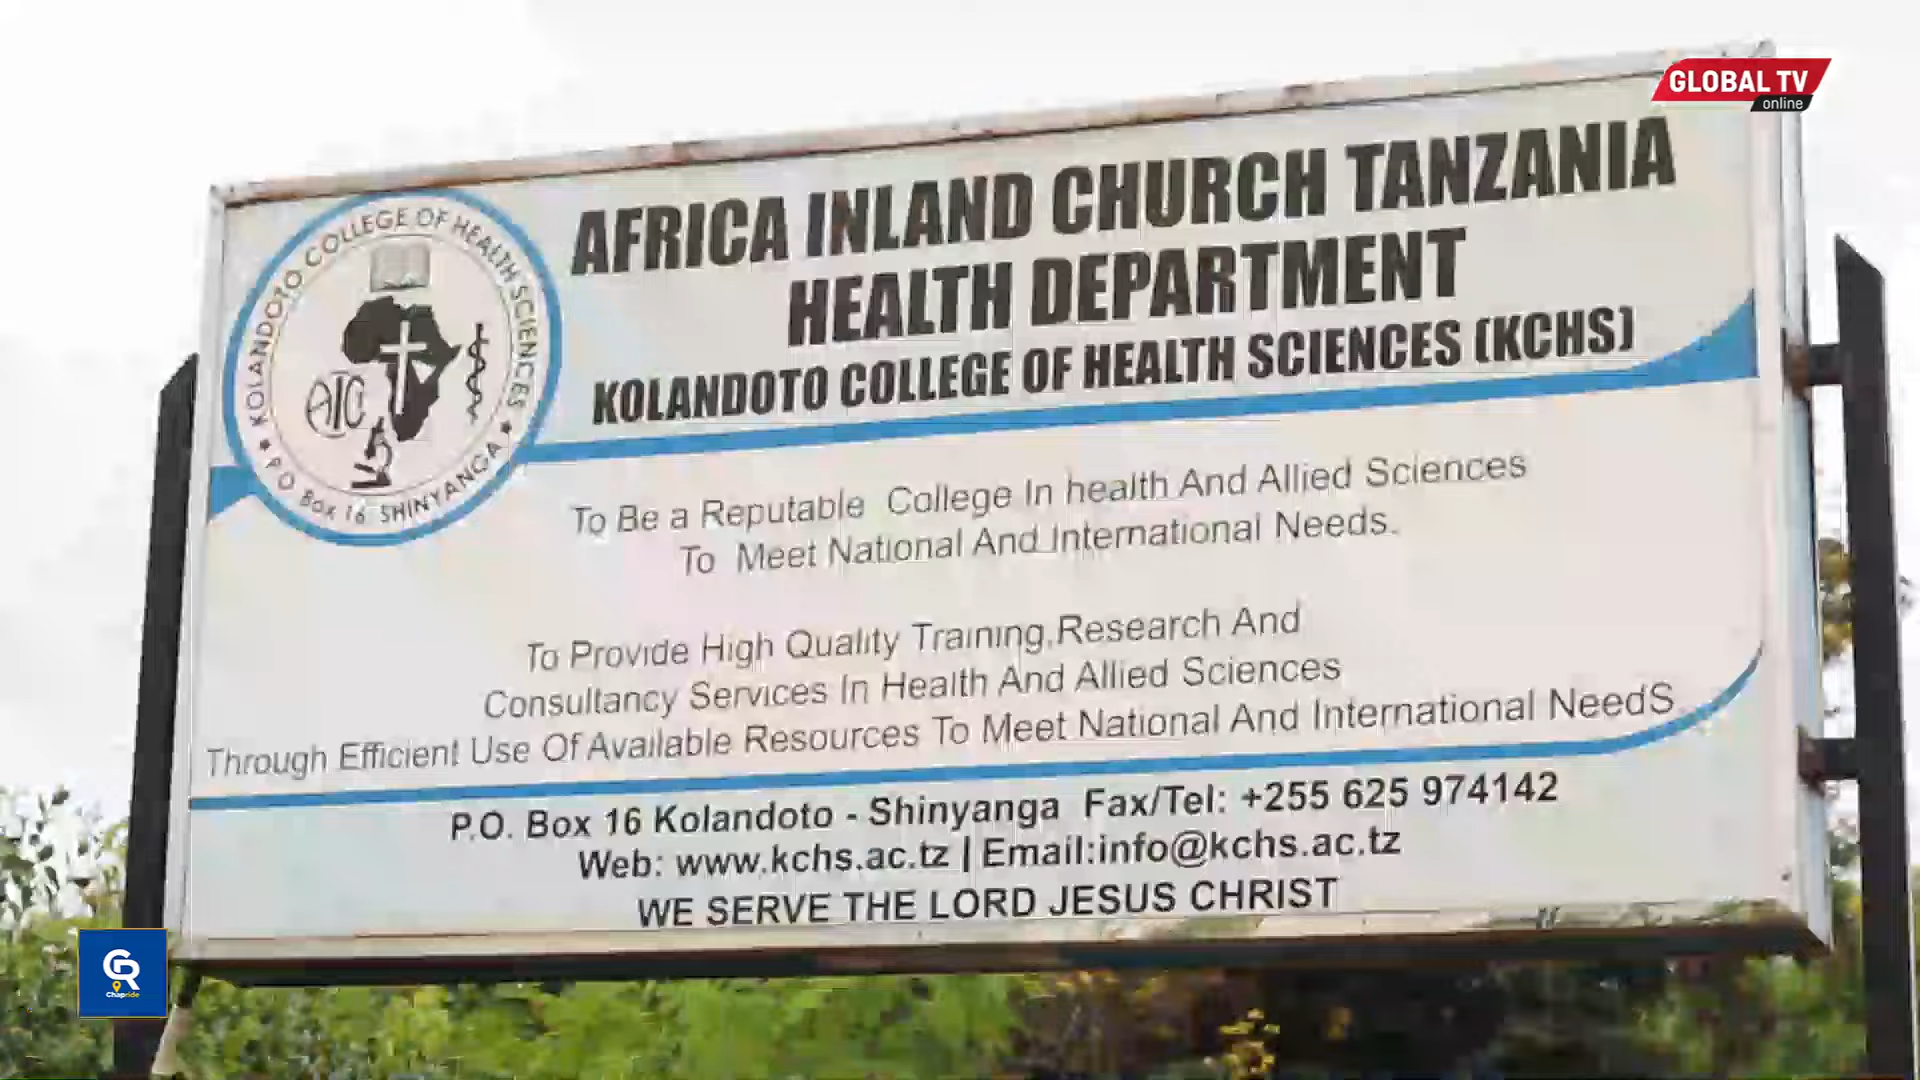 GLOBAL TV
online
AFRICA INLAND CHURCH TANZANIA
HEALTH DEPARTMENT
KOLANDOTO COLLEGE OF HEALTH SCIENCES (KCHS)
KOLANDOTO COLLEGE OF HEALTH SCIENCES
AIC
P.O Box 16 SHINYANGA
To Be a Reputable College In health And Allied Sciences
To Meet National And International Needs.
To Provide High Quality Training,Research And
Consultancy Services In Health And Allied Sciences
Through Efficient Use Of Available Resources To Meet National And International NeedS
P.O. Box 16 Kolandoto - Shinyanga Fax/Tel: +255 625 974142
Web: www.kchs.ac.tz | Email:info@kchs.ac.tz
WE SERVE THE LORD JESUS CHRIST
GR
Chapride